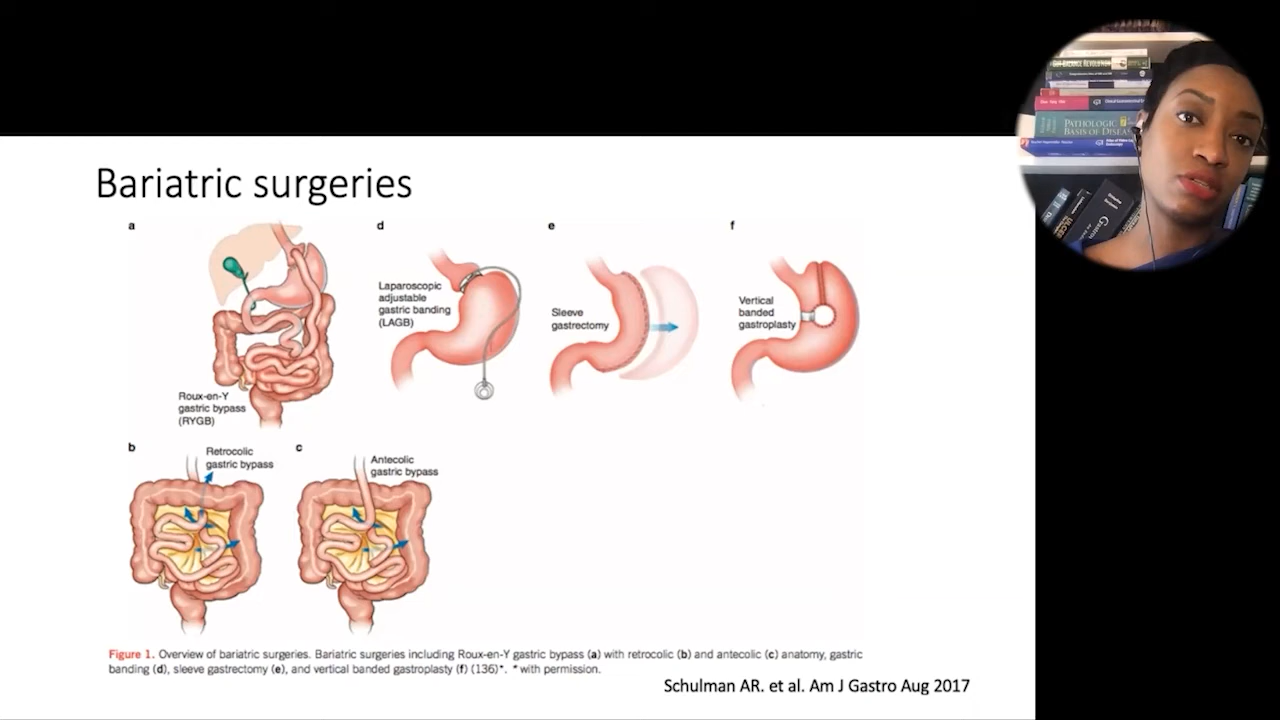 Bariatric surgeries
a
d
e
f
Laparoscopic
adjustable
gastric banding
(LAGB)
Sleeve
gastrectomy
Vertical
banded
gastroplasty
Roux-en-Y
gastric bypass
(RYGB)
b
Retrocolic
gastric bypass
c
Antecolic
gastric bypass
Figure 1. Overview of bariatric surgeries. Bariatric surgeries including Roux-en-Y gastric bypass (a) with retrocolic (b) and antecolic (c) anatomy, gastric
banding (d), sleeve gastrectomy (e), and vertical banded gastroplasty (f) (136)*. *with permission.
Schulman AR. et al. Am J Gastro Aug 2017
PATHOLOGIC
BASIS OF